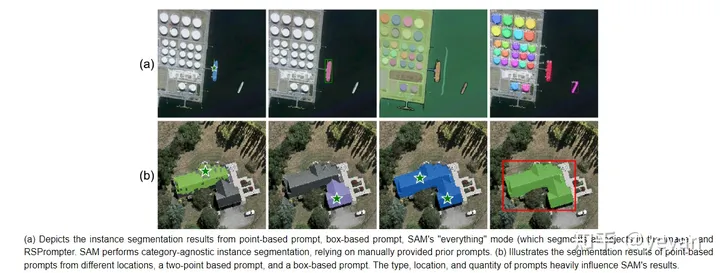 (a)
(b)
(a) Depicts the instance segmentation results from point-based prompt, box-based prompt, SAM's "everything" mode (which segments all objects in the image), and
RSPrompter. SAM performs category-agnostic instance segmentation, relying on manually provided prior prompts. (b) Illustrates the segmentation results of point-based
prompts from different locations, a two-point based prompt, and a box-based prompt. The type, location, and quantity of prompts heavily influence SAM's results.
知乎 @yeyan